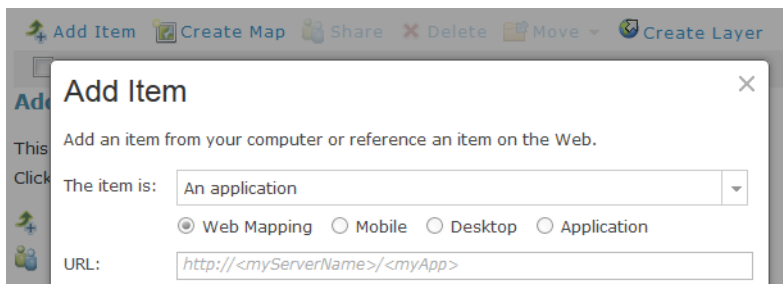 Add Item Create Map Share Delete Move Create Layer
Add Item
Add an item from your computer or reference an item on the Web.
This
Click
The item is: An application
Web Mapping Mobile Desktop Application
URL: http://<myServerName>/<myApp>